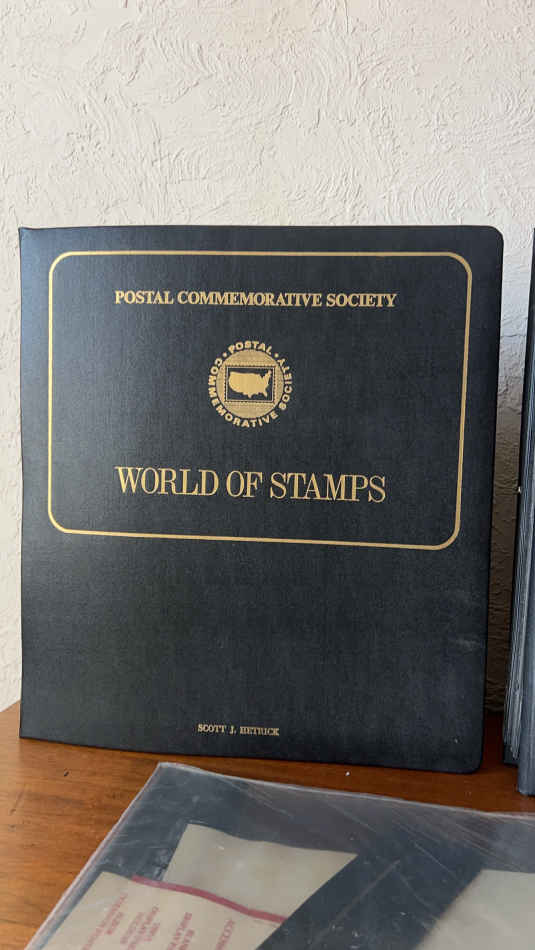 POSTAL COMMEMORATIVE SOCIETY
• POSTAL •
COMMEMORATIVE SOCIETY
WORLD OF STAMPS
SCOTT J. HETRICK